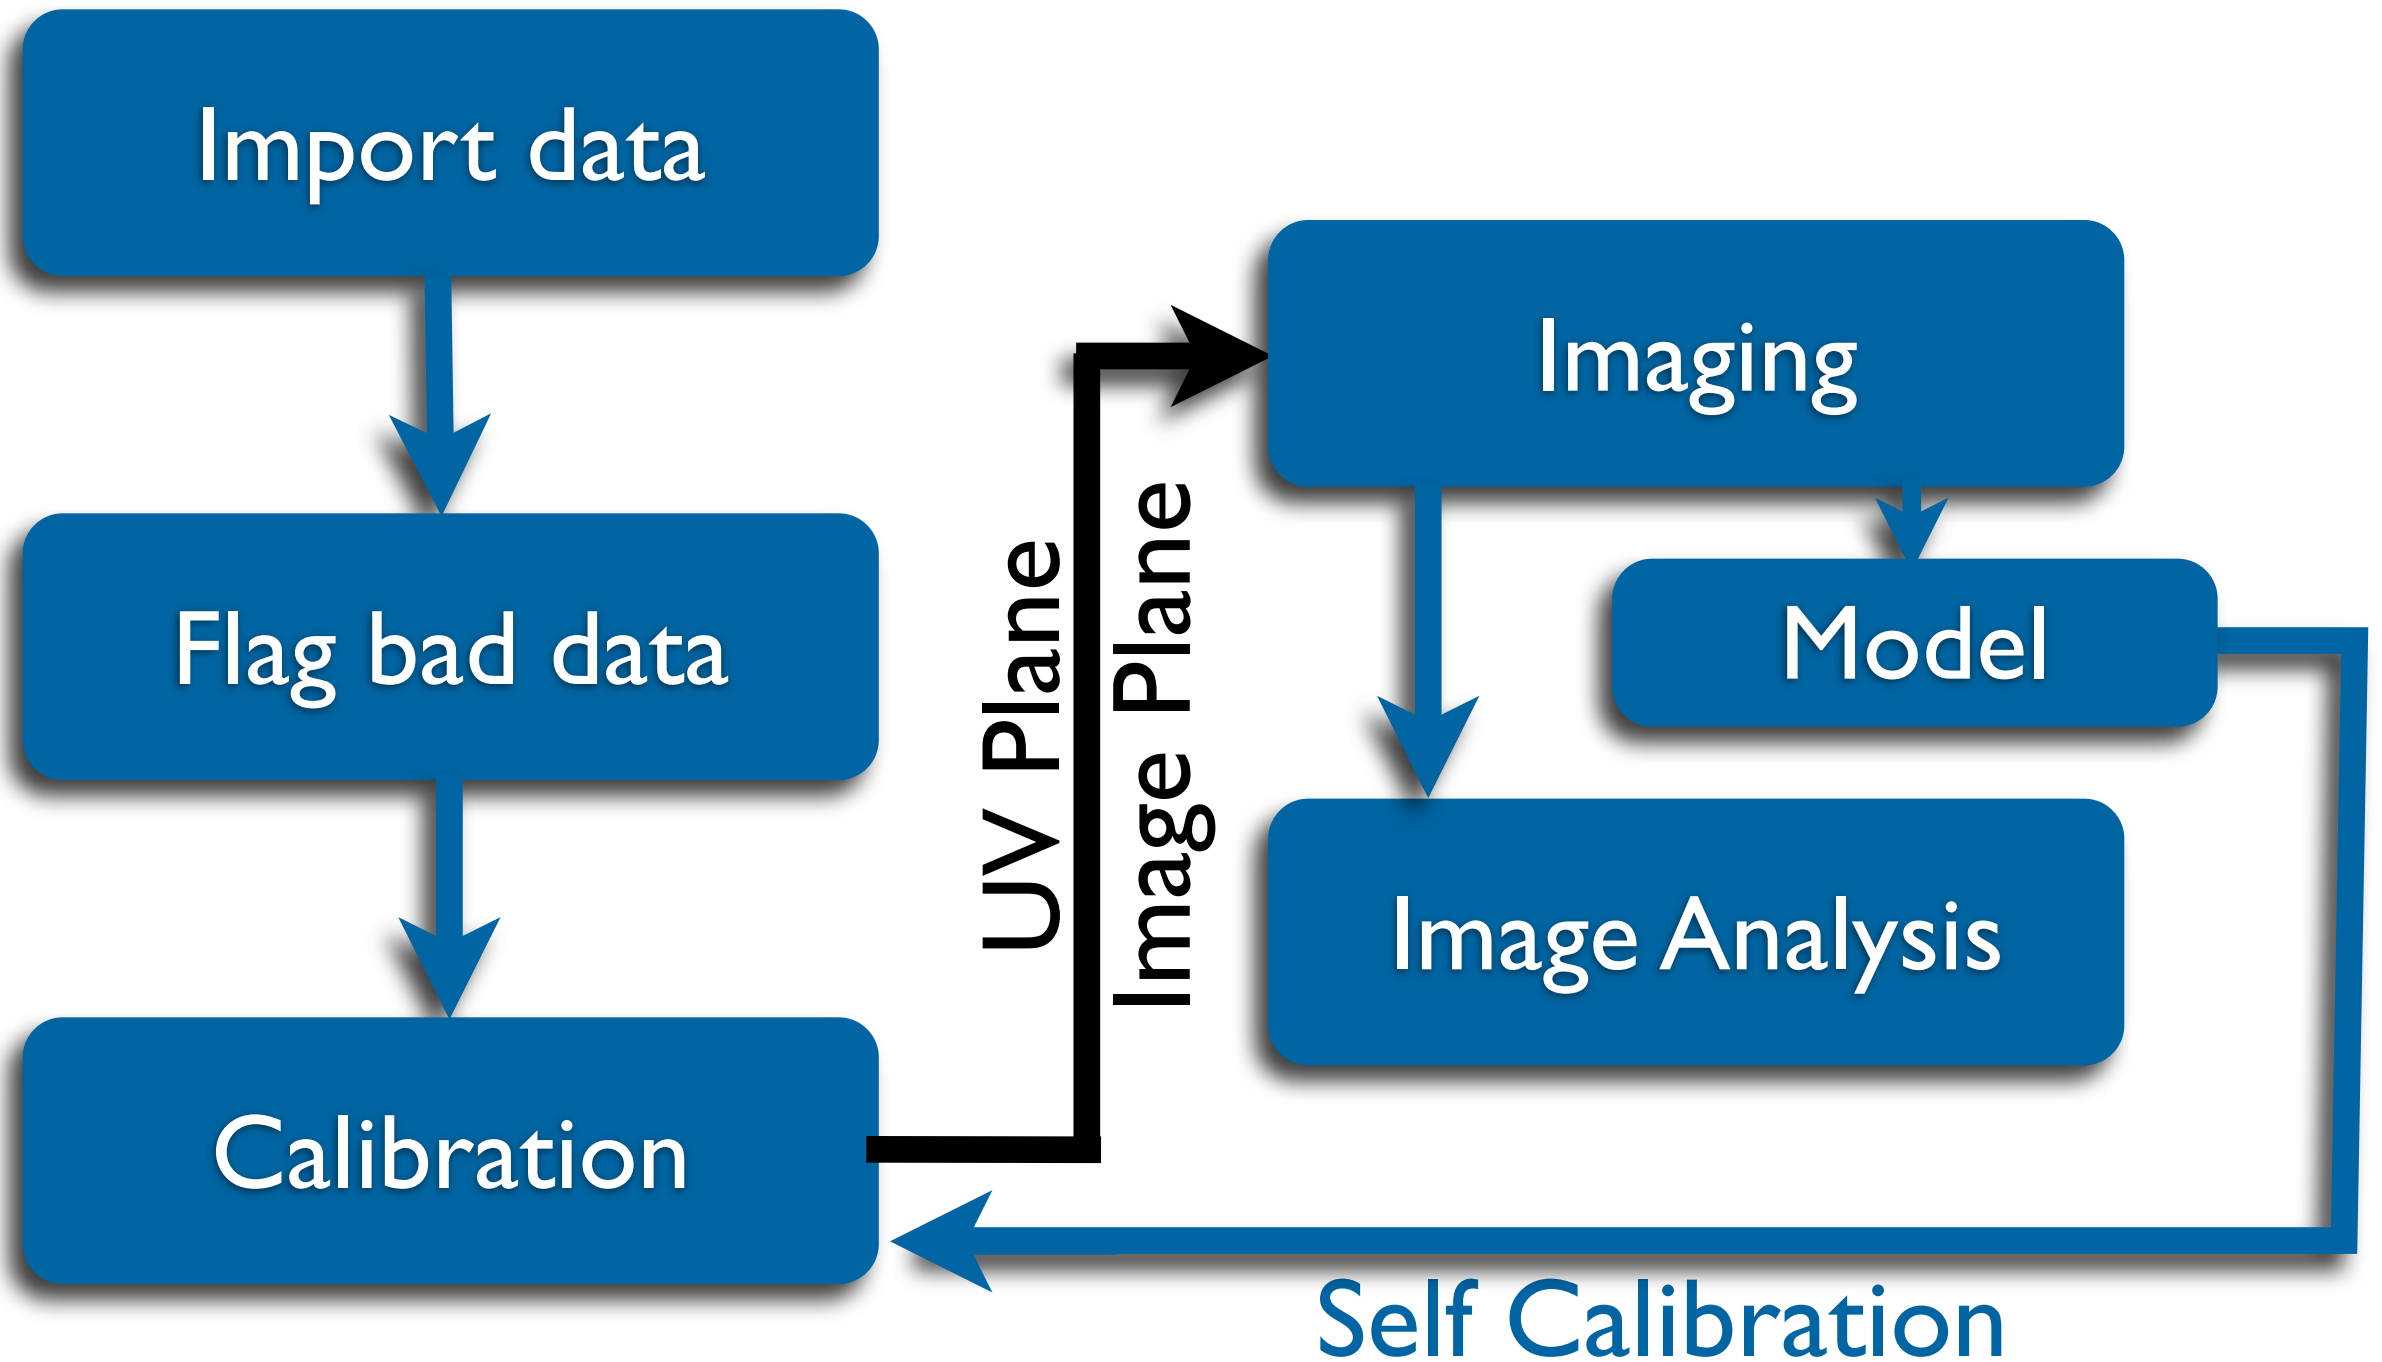 Import data
Flag bad data
Calibration
UV Plane
Image Plane
Imaging
Model
Image Analysis
Self Calibration